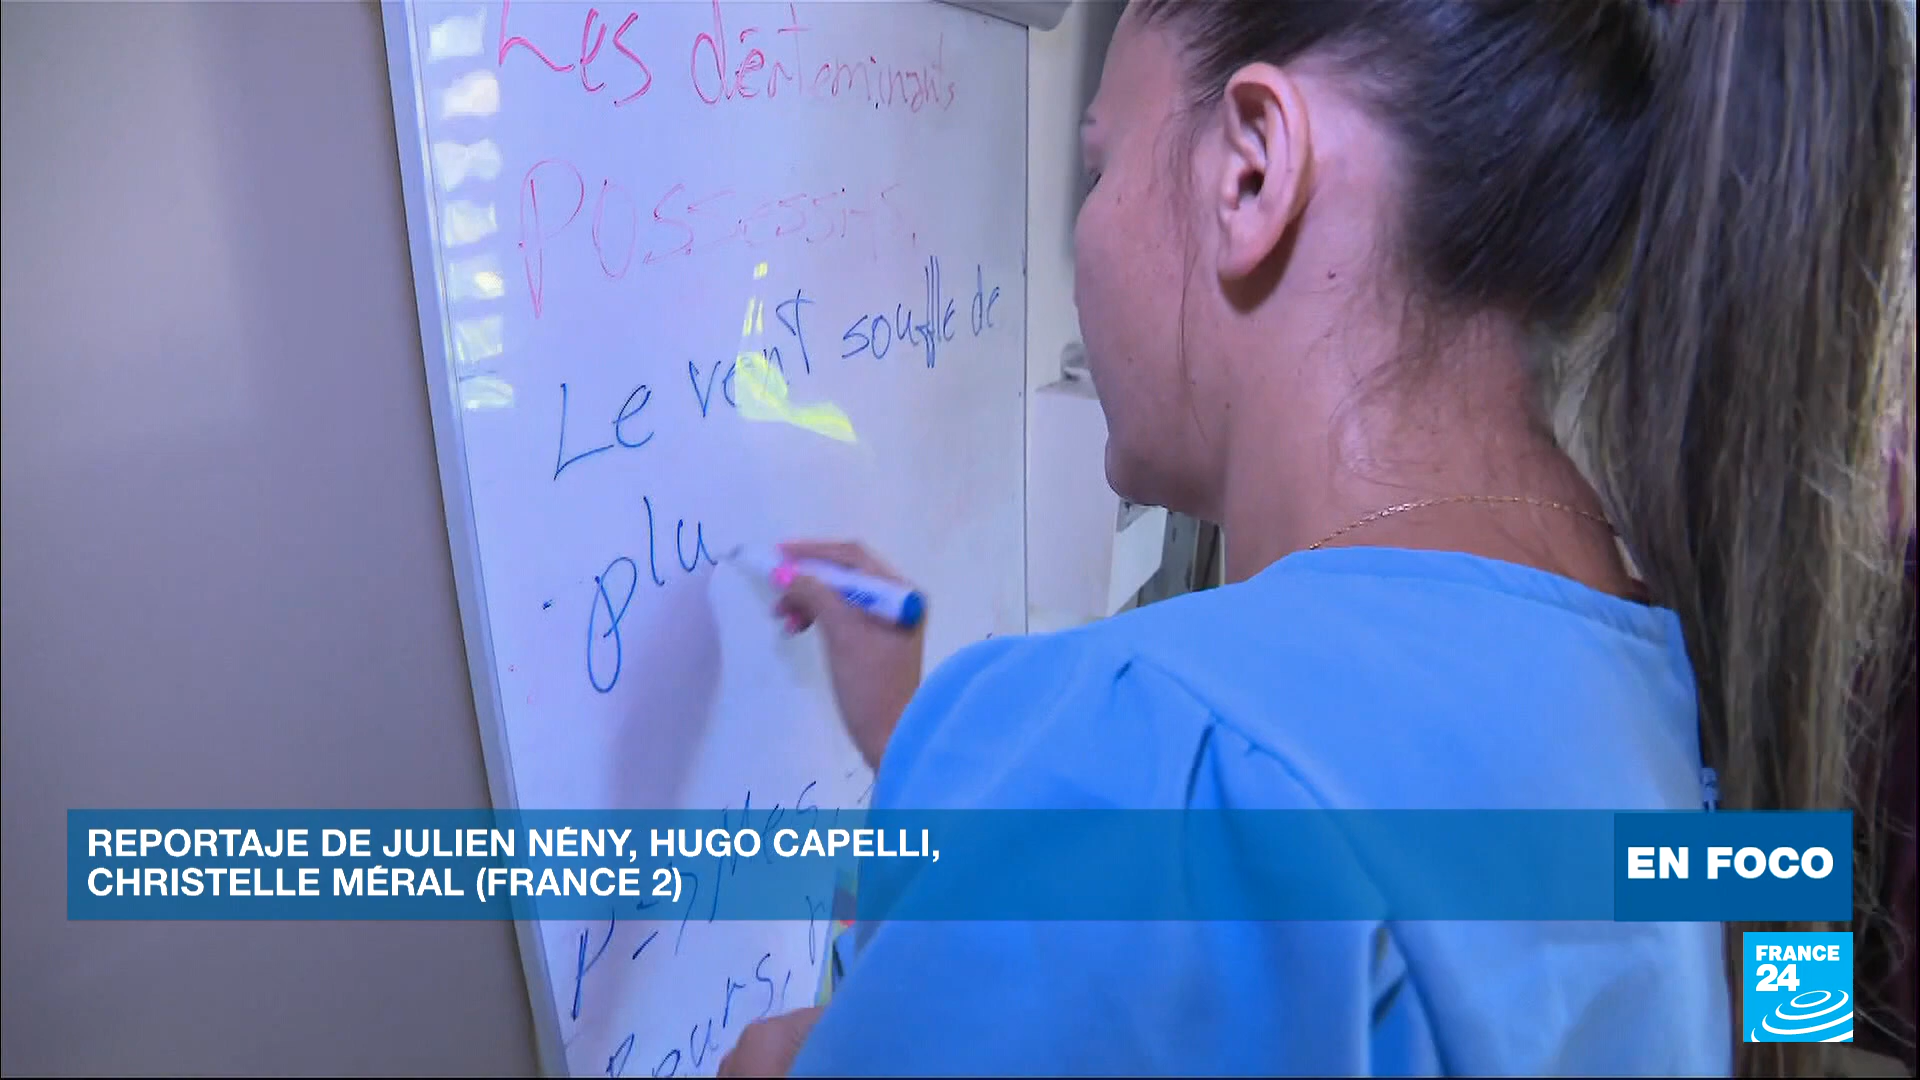 Les déterminants
Possessifs.
Le vent souffle de
plu
REPORTAJE DE JULIEN NÉNY, HUGO CAPELLI,
CHRISTELLE MÉRAL (FRANCE 2)
EN FOCO
FRANCE
24